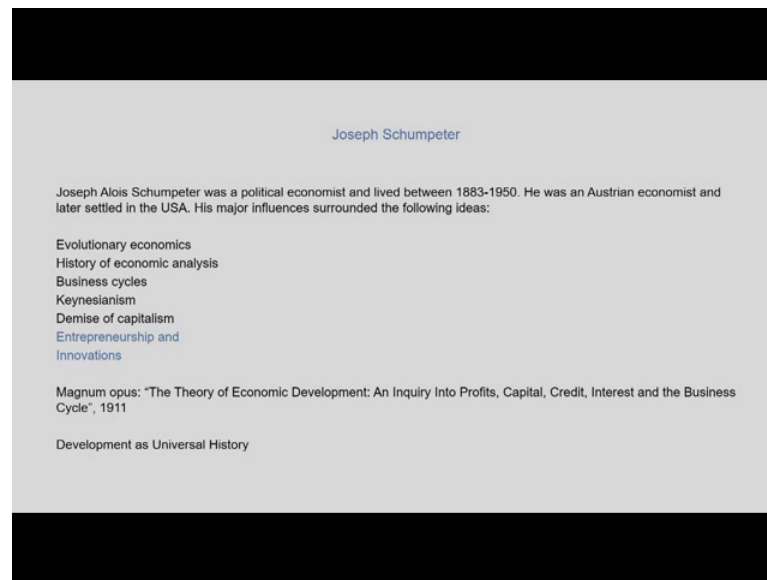 Joseph Schumpeter
Joseph Alois Schumpeter was a political economist and lived between 1883-1950. He was an Austrian economist and
later settled in the USA. His major influences surrounded the following ideas:
Evolutionary economics
History of economic analysis
Business cycles
Keynesianism
Demise of capitalism
Entrepreneurship and
Innovations
Magnum opus: “The Theory of Economic Development: An Inquiry Into Profits, Capital, Credit, Interest and the Business
Cycle”, 1911
Development as Universal History